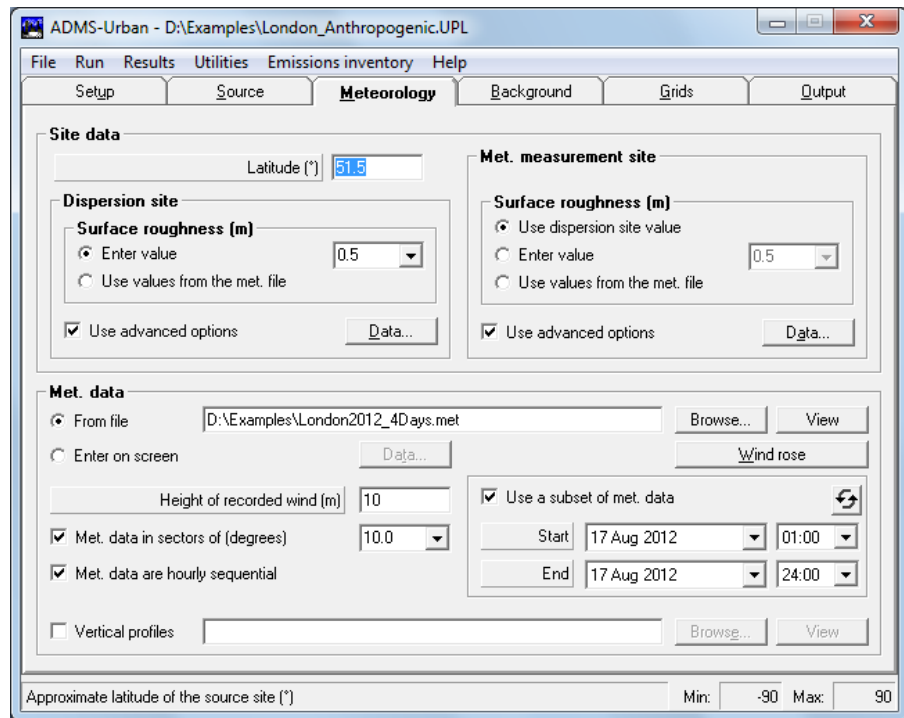 ADMS-Urban - D:\Examples\London_Anthropogenic.UPL
File Run Results Utilities Emissions inventory Help
Setup Source Meteorology Background Grids Output
Site data
Latitude (°) 51.5
Dispersion site
Surface roughness (m)
Enter value 0.5
Use values from the met. file
Use advanced options Data...
Met. measurement site
Surface roughness (m)
Use dispersion site value
Enter value 0.5
Use values from the met. file
Use advanced options Data...
Met. data
From file D:\Examples\London2012_4Days.met Browse... View
Enter on screen Data... Wind rose
Height of recorded wind (m) 10
Met. data in sectors of (degrees) 10.0
Met. data are hourly sequential
Use a subset of met. data
Start 17 Aug 2012 01:00
End 17 Aug 2012 24:00
Vertical profiles Browse... View
Approximate latitude of the source site (°) Min: -90 Max: 90